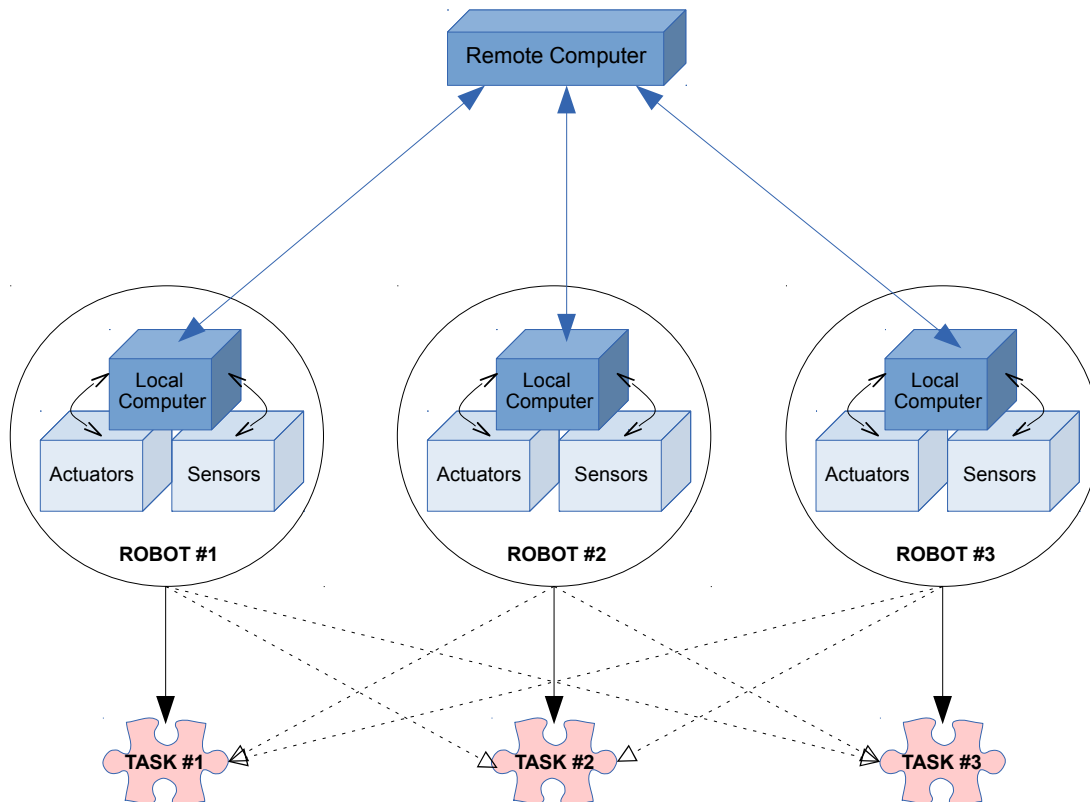 Remote Computer
Local
Computer
Actuators
Sensors
ROBOT #1
Local
Computer
Actuators
Sensors
ROBOT #2
Local
Computer
Actuators
Sensors
ROBOT #3
TASK #1
TASK #2
TASK #3